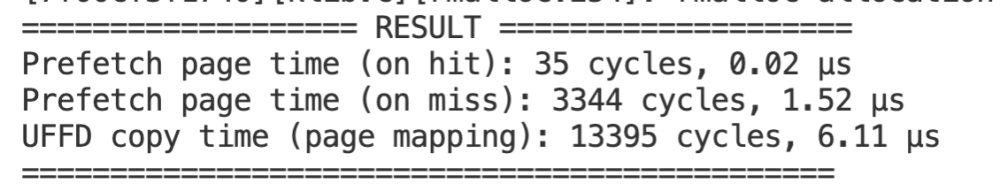 =================== RESULT ====================
Prefetch page time (on hit): 35 cycles, 0.02 μs
Prefetch page time (on miss): 3344 cycles, 1.52 μs
UFFD copy time (page mapping): 13395 cycles, 6.11 μs
==============================================